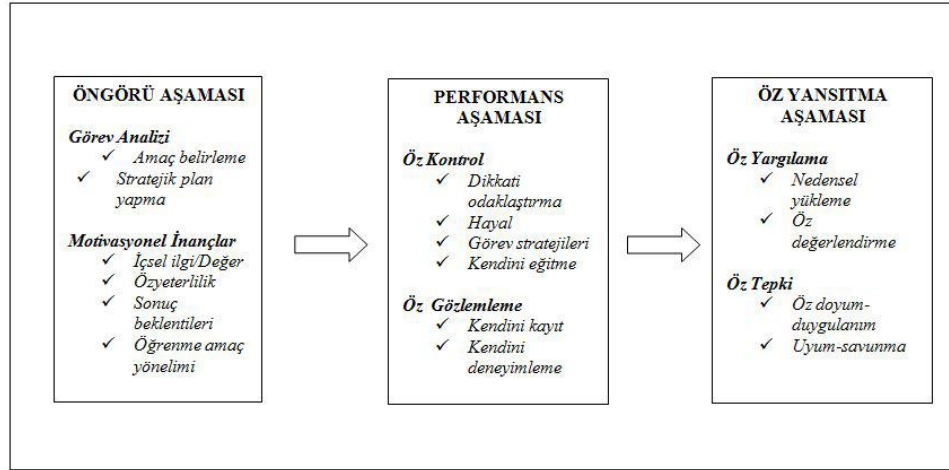 ÖNGÖRÜ AŞAMASI
Görev Analizi
✓ Amaç belirleme
✓ Stratejik plan
yapma
Motivasyonel İnançlar
✓ İçsel ilgi/Değer
✓ Özyeterlilik
✓ Sonuç
beklentileri
✓ Öğrenme amaç
yönelimi
PERFORMANS
AŞAMASI
Öz Kontrol
✓ Dikkati
odaklaştırma
✓ Hayal
✓ Görev stratejileri
✓ Kendini eğitme
Öz Gözlemleme
✓ Kendini kayıt
✓ Kendini
deneyimleme
ÖZ YANSITMA
AŞAMASI
Öz Yargılama
✓ Nedensel
yükleme
✓ Öz
değerlendirme
Öz Tepki
✓ Öz doyum-
duygulanım
✓ Uyum-savunma